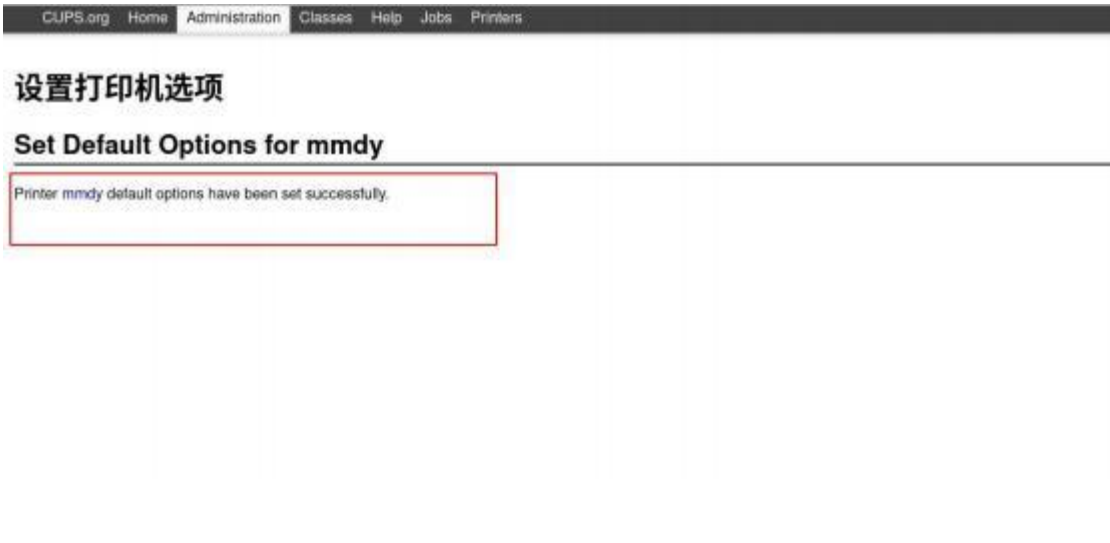 CUPS.org Home Administration Classes Help Jobs Printers
设置打印机选项
Set Default Options for mmdy
Printer mmdy default options have been set successfully.